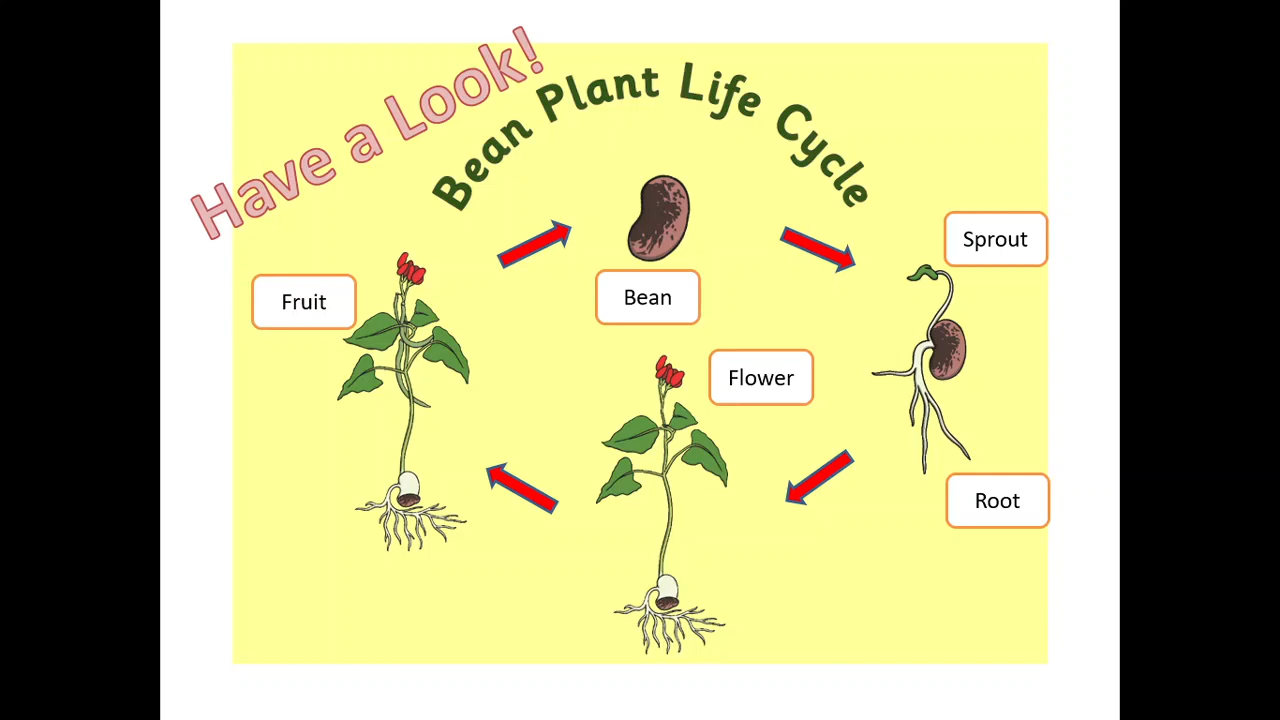 Have a Look!
Bean Plant Life Cycle
Bean
Sprout
Root
Flower
Fruit